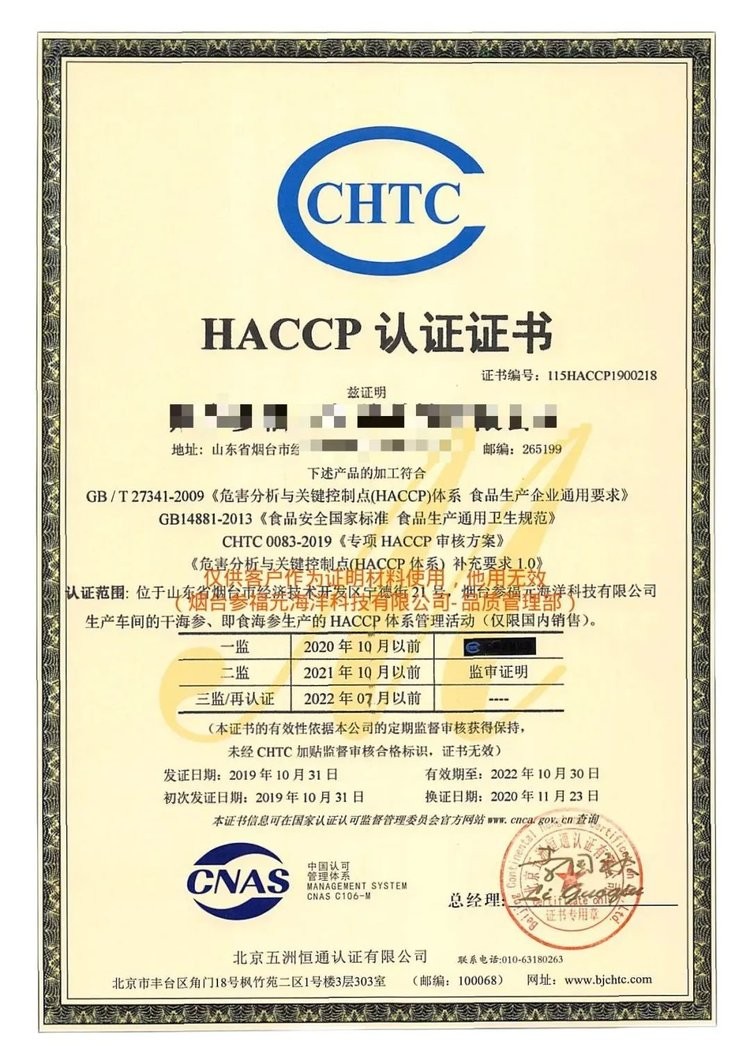 CHTC
HACCP 认证证书
证书编号：115HACCP1900218
兹证明
地址：山东省烟台市经
邮编：265199
下述产品的加工符合
GB / T 27341-2009《危害分析与关键控制点(HACCP)体系 食品生产企业通用要求》
GB14881-2013《食品安全国家标准 食品生产通用卫生规范》
CHTC 0083-2019《专项 HACCP 审核方案》
《危害分析与关键控制点(HACCP 体系) 补充要求 1.0》
仅供客户作为证明材料使用，他用无效
认证范围: 位于山东省烟台市经济技术开发区宁德街 21 号，烟台参福元海洋科技有限公司
（烟台参福元海洋科技有限公司- 品质管理部）
生产车间的干海参、即食海参生产的 HACCP 体系管理活动（仅限国内销售）。
一监 2020 年 10 月以前
二监 2021 年 10 月以前 监审证明
三监/再认证 2022 年 07 月以前 ----
（本证书的有效性依据本公司的定期监督审核获得保持，
未经 CHTC 加贴监督审核合格标识，证书无效）
发证日期：2019 年 10 月 31 日 有效期至：2022 年 10 月 30 日
初次发证日期：2019 年 10 月 31 日 换证日期：2020 年 11 月 23 日
本证书信息可在国家认证认可监督管理委员会官方网站 www. cnca. gov. cn 查询
CNAS
中国认可
管理体系
MANAGEMENT SYSTEM
CNAS C106-M
总经理:
Li Guoqin
证书专用章
北京五洲恒通认证有限公司 联系电话:010-63180263
北京市丰台区角门18号枫竹苑二区1号楼3层303室 （邮编：100068） 网址：www.bjchtc.com